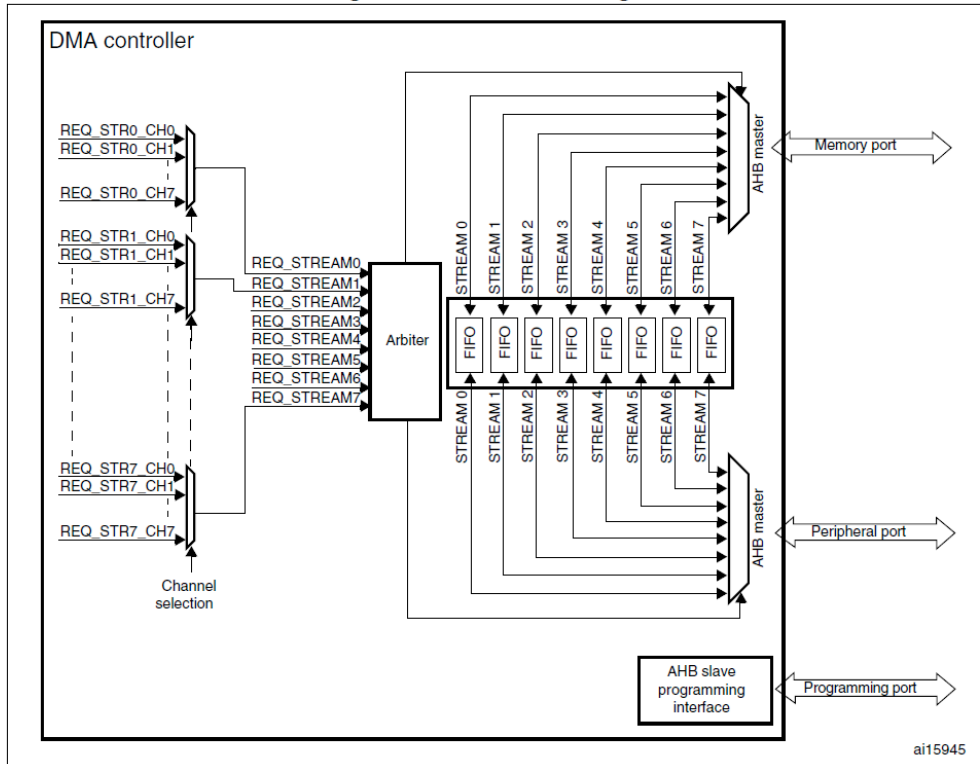 DMA controller
REQ_STR0_CH0
REQ_STR0_CH1
REQ_STR0_CH7
REQ_STR1_CH0
REQ_STR1_CH1
REQ_STR1_CH7
REQ_STR7_CH0
REQ_STR7_CH1
REQ_STR7_CH7
Channel
selection
REQ_STREAM0
REQ_STREAM1
REQ_STREAM2
REQ_STREAM3
REQ_STREAM4
REQ_STREAM5
REQ_STREAM6
REQ_STREAM7
Arbiter
STREAM 0
STREAM 1
STREAM 2
STREAM 3
STREAM 4
STREAM 5
STREAM 6
STREAM 7
FIFO
FIFO
FIFO
FIFO
FIFO
FIFO
FIFO
FIFO
STREAM 0
STREAM 1
STREAM 2
STREAM 3
STREAM 4
STREAM 5
STREAM 6
STREAM 7
AHB master
Memory port
AHB master
Peripheral port
AHB slave
programming
interface
Programming port
ai15945